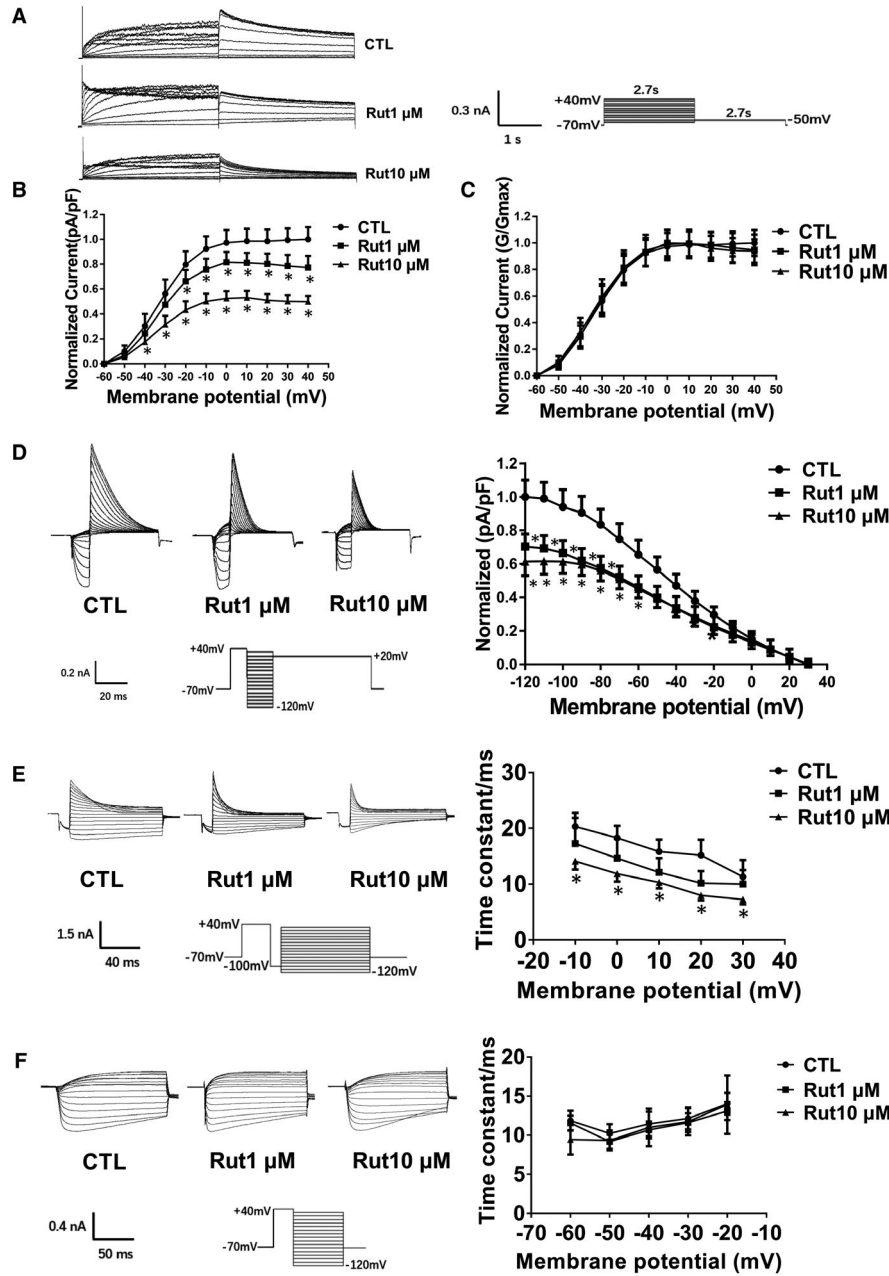 A
CTL
Rut1 µM
Rut10 µM
0.3 nA
1 s
2.7s
+40mV
-70mV
2.7s
-50mV
B
Normalized Current(pA/pF)
1.2
1.0
0.8
0.6
0.4
0.2
0.0
-60 -50 -40 -30 -20 -10 0 10 20 30 40 50
Membrane potential (mV)
CTL
Rut1 µM
Rut10 µM
* * * * * * *
* * * * * * * * *
C
Normalized Current (G/Gmax)
1.2
1.0
0.8
0.6
0.4
0.2
0.0
-60 -50 -40 -30 -20 -10 0 10 20 30 40 50
Membrane potential (mV)
CTL
Rut1 µM
Rut10 µM
D
CTL
Rut1 µM
Rut10 µM
0.2 nA
20 ms
+40mV
-70mV
+20mV
-120mV
Normalized (pA/pF)
1.2
1.0
0.8
0.6
0.4
0.2
0.0
-120 -100 -80 -60 -40 -20 0 20 40
Membrane potential (mV)
CTL
Rut1 µM
Rut10 µM
E
CTL
Rut1 µM
Rut10 µM
1.5 nA
40 ms
+40mV
-70mV
-100mV
-120mV
Time constant/ms
30
20
10
0
-20 -10 0 10 20 30 40
Membrane potential (mV)
CTL
Rut1 µM
Rut10 µM
* * * * *
F
CTL
Rut1 µM
Rut10 µM
0.4 nA
50 ms
+40mV
-70mV
-120mV
Time constant/ms
20
15
10
5
0
-70 -60 -50 -40 -30 -20 -10
Membrane potential (mV)
CTL
Rut1 µM
Rut10 µM